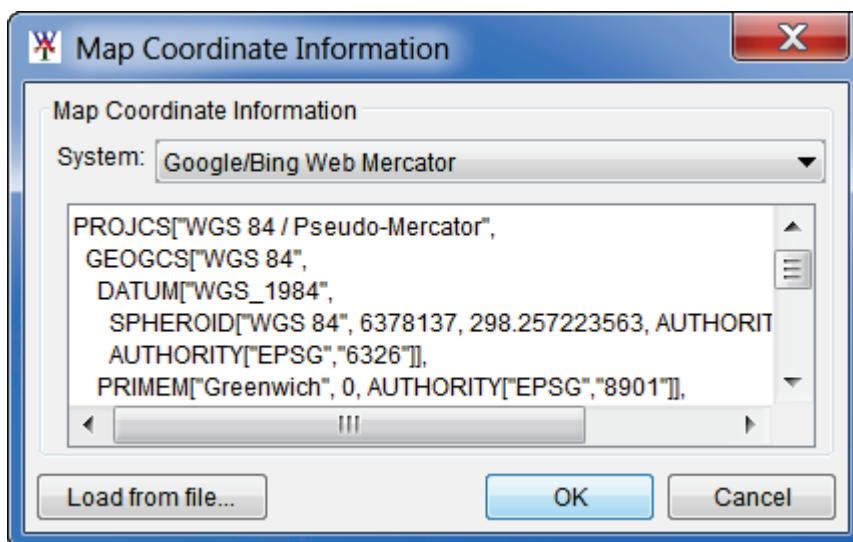 Map Coordinate Information
Map Coordinate Information
System: Google/Bing Web Mercator
PROJCS["WGS 84 / Pseudo-Mercator",
GEOGCS["WGS 84",
DATUM["WGS_1984",
SPHEROID["WGS 84", 6378137, 298.257223563, AUTHORIT
AUTHORITY["EPSG","6326"]],
PRIMEM["Greenwich", 0, AUTHORITY["EPSG","8901"]],
Load from file... OK Cancel